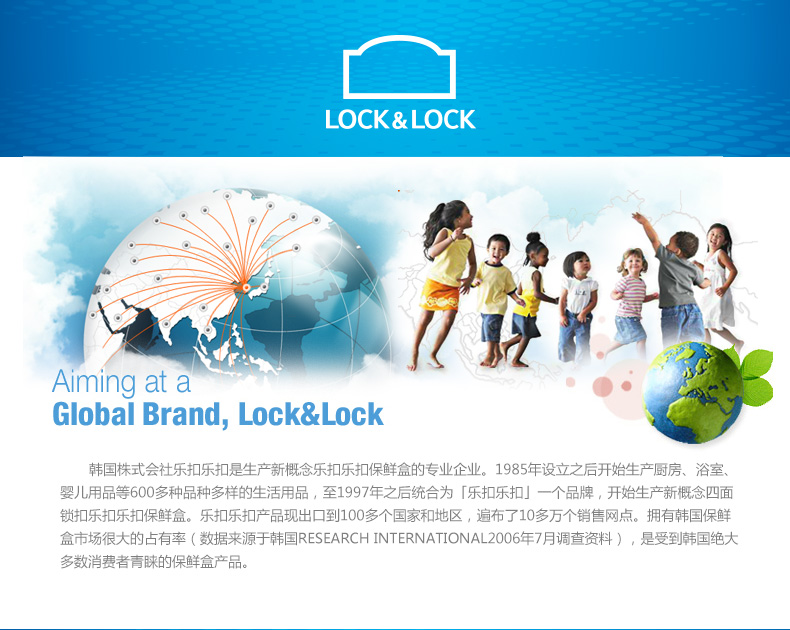 LOCK&LOCK
Aiming at a
Global Brand, Lock&Lock
韩国株式会社乐扣乐扣是生产新概念乐扣乐扣保鲜盒的专业企业。1985年设立之后开始生产厨房、浴室、
婴儿用品等600多种品种多样的生活用品，至1997年之后统合为「乐扣乐扣」一个品牌，开始生产新概念四面
锁扣乐扣乐扣保鲜盒。乐扣乐扣产品现出口到100多个国家和地区，遍布了10多万个销售网点。拥有韩国保鲜
盒市场很大的占有率（数据来源于韩国RESEARCH INTERNATIONAL2006年7月调查资料），是受到韩国绝大
多数消费者青睐的保鲜盒产品。